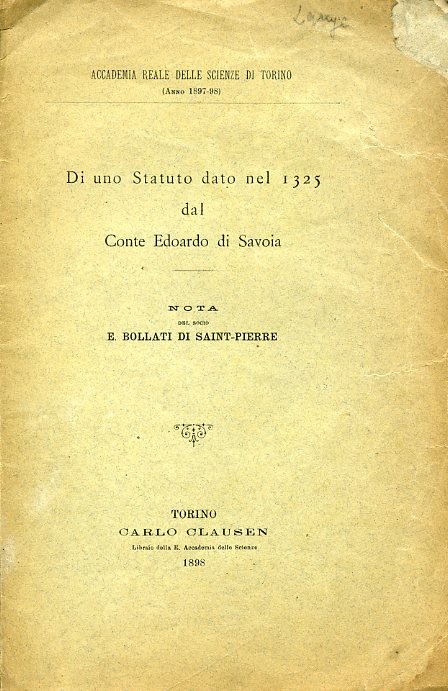 ACCADEMIA REALE DELLE SCIENZE DI TORINO
(ANNO 1897-98)
Di uno Statuto dato nel 1325
dal
Conte Edoardo di Savoia
NOTA
DEL SOCIO
E. BOLLATI DI SAINT-PIERRE
TORINO
CARLO CLAUSEN
Libraio della R. Accademia delle Scienze
1898